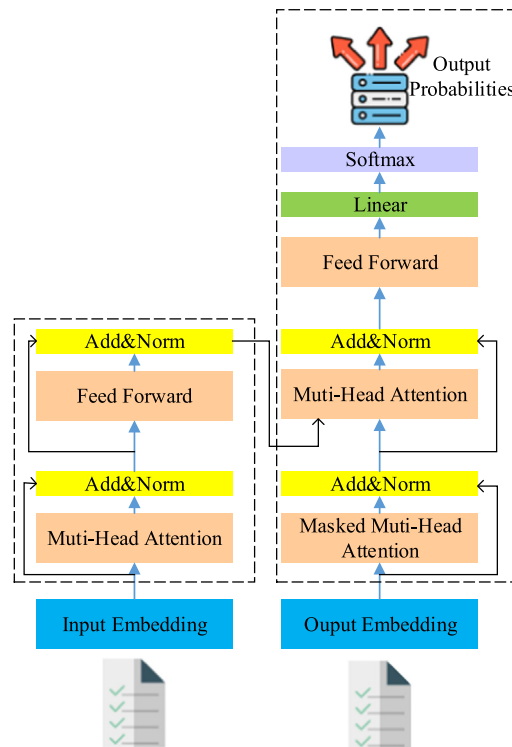 Output
Probabilities
Softmax
Linear
Feed Forward
Add&Norm
Muti-Head Attention
Add&Norm
Masked Muti-Head
Attention
Ouput Embedding
Add&Norm
Feed Forward
Add&Norm
Muti-Head Attention
Input Embedding